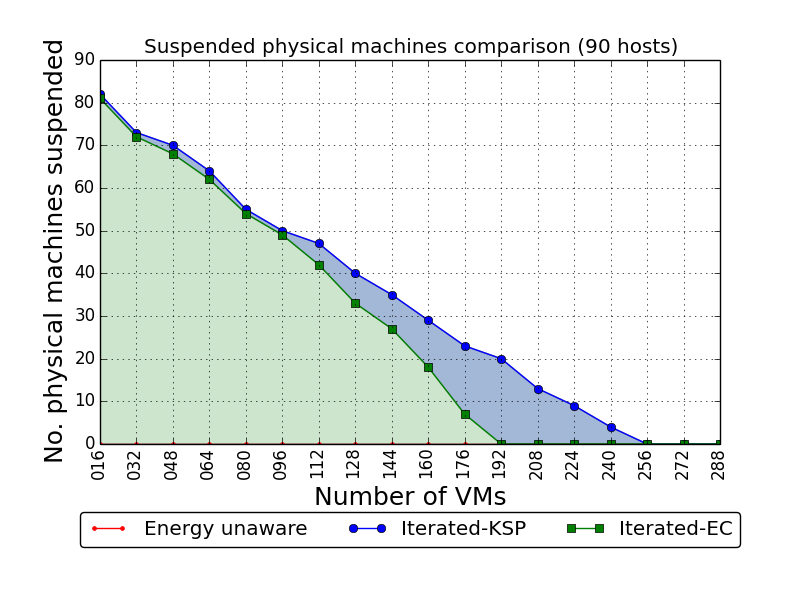 Suspended physical machines comparison (90 hosts)
No. physical machines suspended
90
80
70
60
50
40
30
20
10
0
016 032 048 064 080 096 112 128 144 160 176 192 208 224 240 256 272 288
Number of VMs
Energy unaware Iterated-KSP Iterated-EC